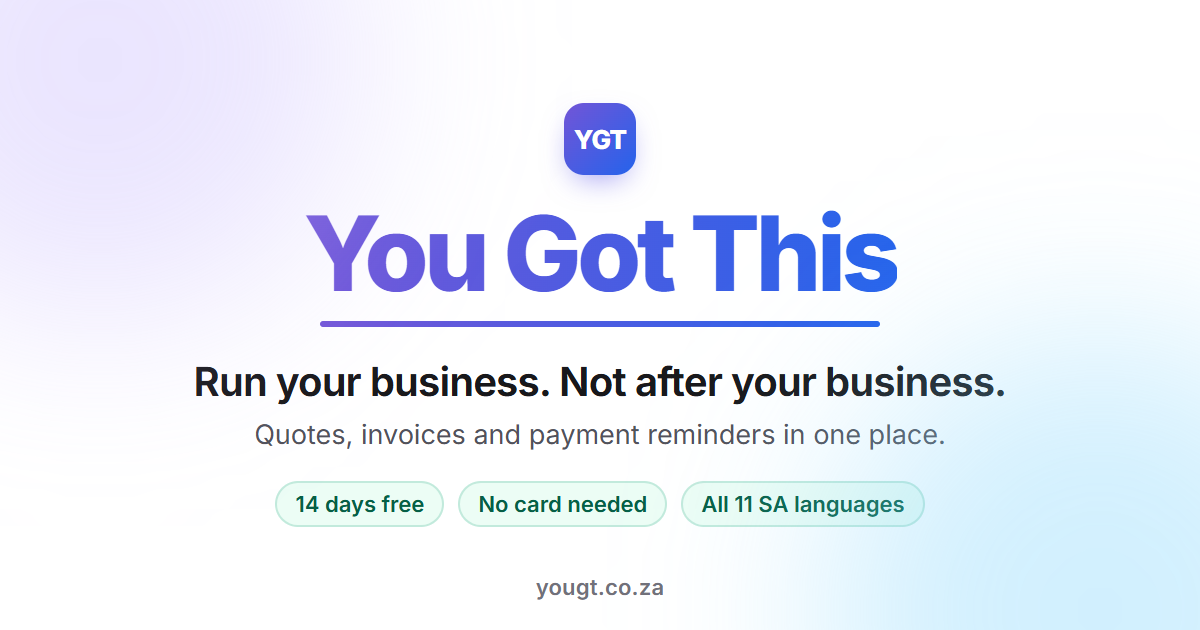 YGT
You Got This
Run your business. Not after your business.
Quotes, invoices and payment reminders in one place.
14 days free No card needed All 11 SA languages
yougt.co.za